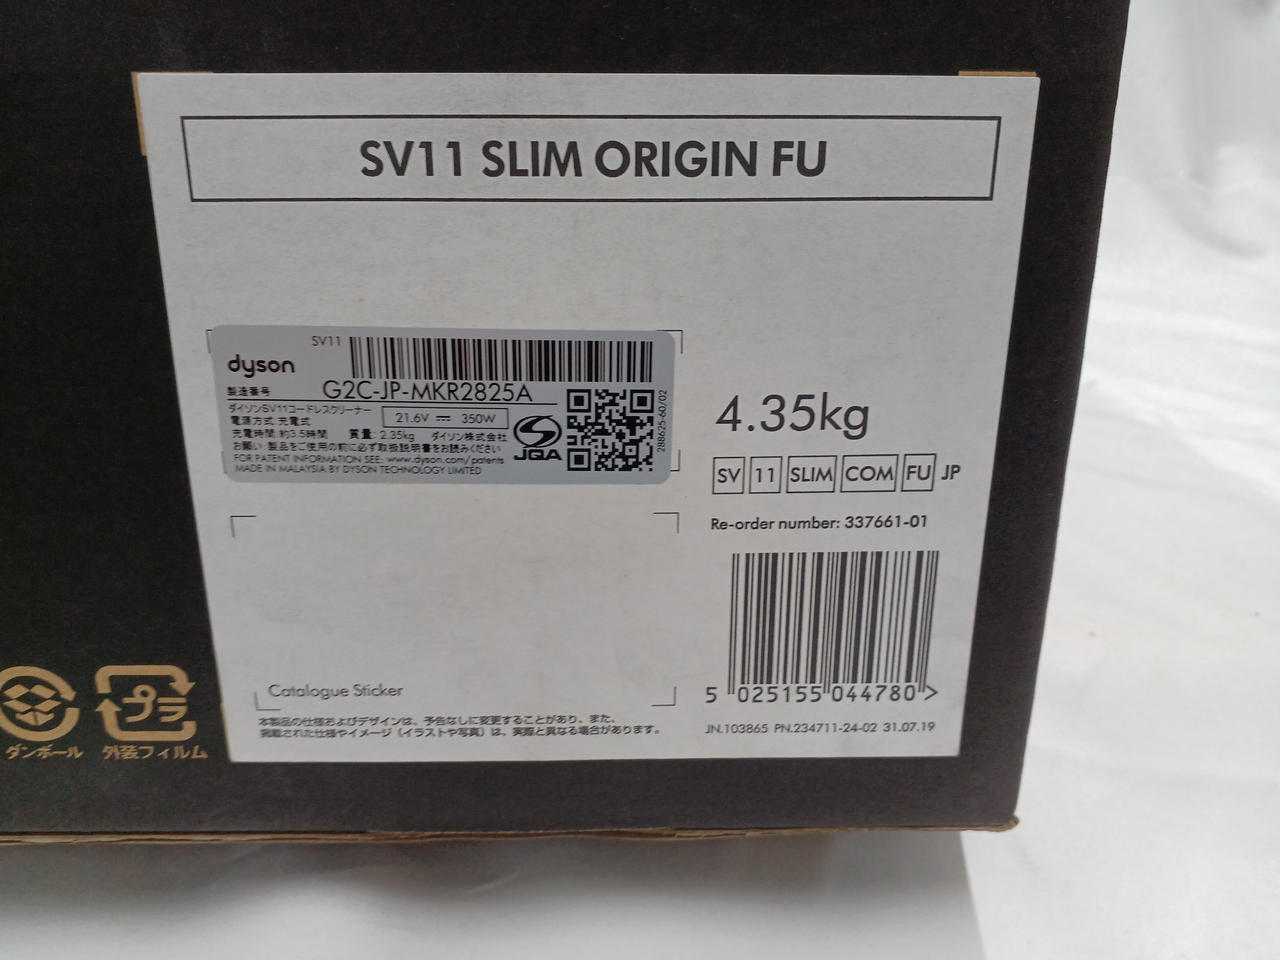 SV11 SLIM ORIGIN FU
SV11
dyson
製造番号 G2C-JP-MKR2825A
ダイソンSV11コードレスクリーナー
電源方式:充電式
21.6V ⎓ 350W
充電時間:約3.5時間 質量: 2.35kg ダイソン株式会社
お願い:製品をご使用の前に必ず取扱説明書をお読みください
FOR PATENT INFORMATION SEE: www.dyson.com/patents
MADE IN MALAYSIA BY DYSON TECHNOLOGY LIMITED
JQA
288625-60/02
4.35kg
SV 11 SLIM COM FU JP
Re-order number: 337661-01
5 025155 044780 >
JN.103865 PN.234711-24-02 31.07.19
Catalogue Sticker
本製品の仕様およびデザインは、予告なしに変更することがあり、また、
掲載された仕様やイメージ（イラストや写真）は、実際と異なる場合があります。
プラ
ダンボール 外装フィルム